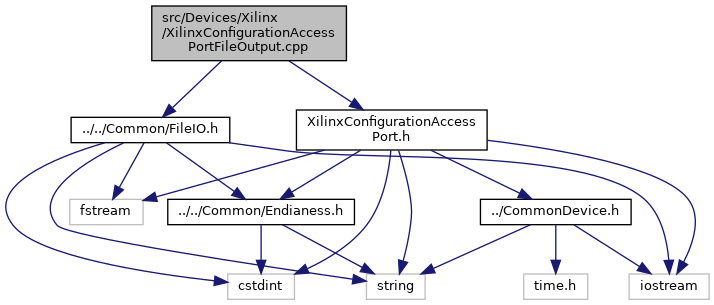 src/Devices/Xilinx
/XilinxConfigurationAccess
PortFileOutput.cpp
../../Common/FileIO.h
XilinxConfigurationAccess
Port.h
fstream
../../Common/Endianess.h
../CommonDevice.h
cstdint
string
time.h
iostream